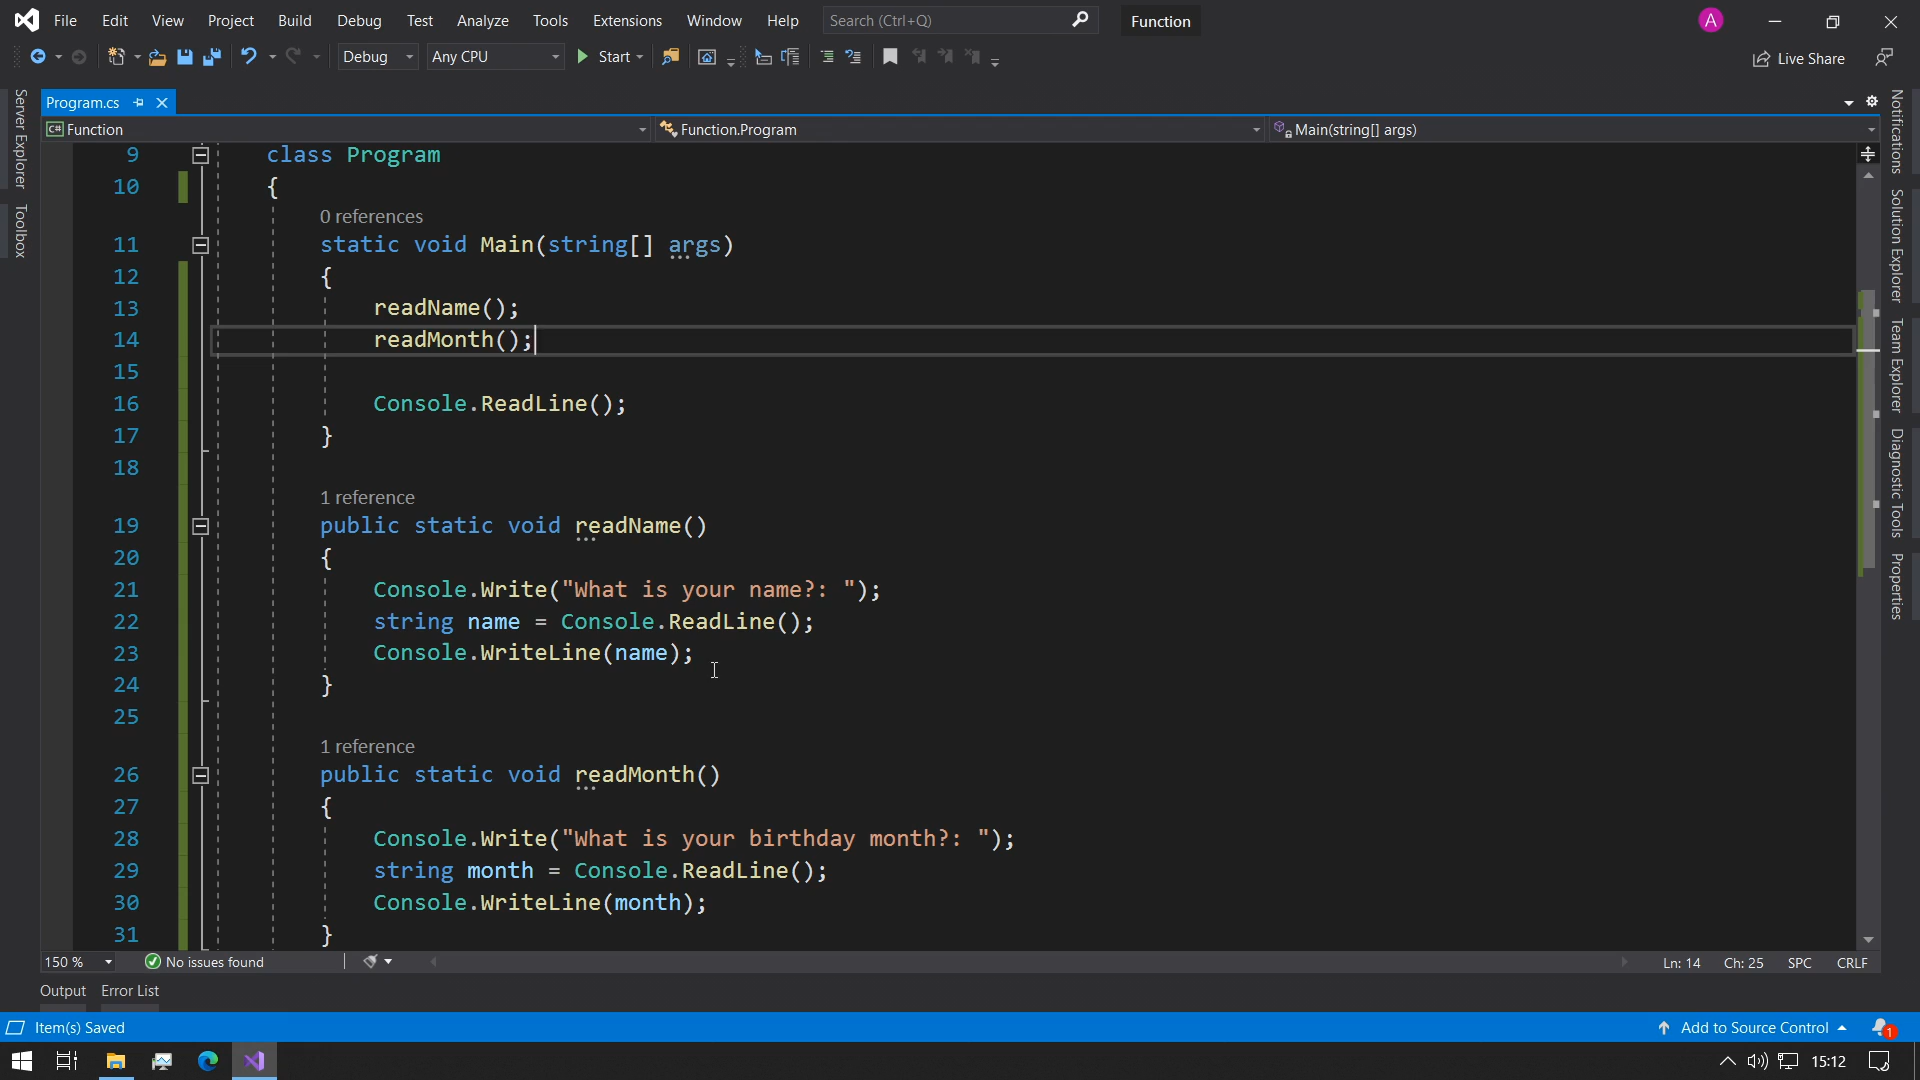 File Edit View Project Build Debug Test Analyze Tools Extensions Window Help Search (Ctrl+Q) Function A
Debug Any CPU Start Live Share
Program.cs
Function Function.Program Main(string[] args)
Server Explorer
Toolbox
9 class Program
10 {
0 references
11 static void Main(string[] args)
12 {
13 readName();
14 readMonth();
15
16 Console.ReadLine();
17 }
18
1 reference
19 public static void readName()
20 {
21 Console.Write("What is your name?: ");
22 string name = Console.ReadLine();
23 Console.WriteLine(name);
24 }
25
1 reference
26 public static void readMonth()
27 {
28 Console.Write("What is your birthday month?: ");
29 string month = Console.ReadLine();
30 Console.WriteLine(month);
31 }
Notifications
Solution Explorer
Team Explorer
Diagnostic Tools
Properties
150 % No issues found Ln: 14 Ch: 25 SPC CRLF
Output Error List
Item(s) Saved Add to Source Control 1
15:12